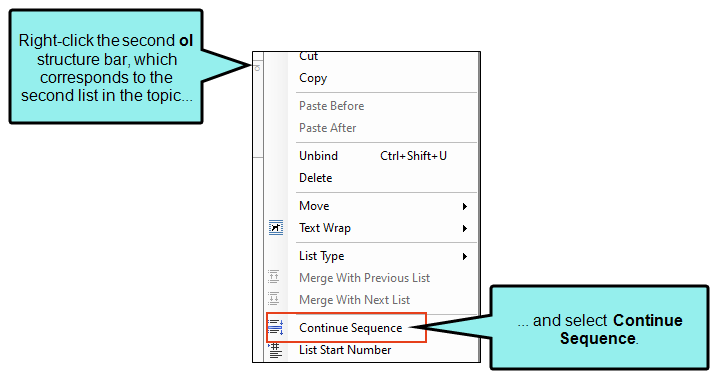 Right-click the second ol
structure bar, which
corresponds to the
second list in the topic...
Cut
Copy
Paste Before
Paste After
Unbind Ctrl+Shift+U
Delete
Move
Text Wrap
List Type
Merge With Previous List
Merge With Next List
Continue Sequence
List Start Number
... and select Continue
Sequence.